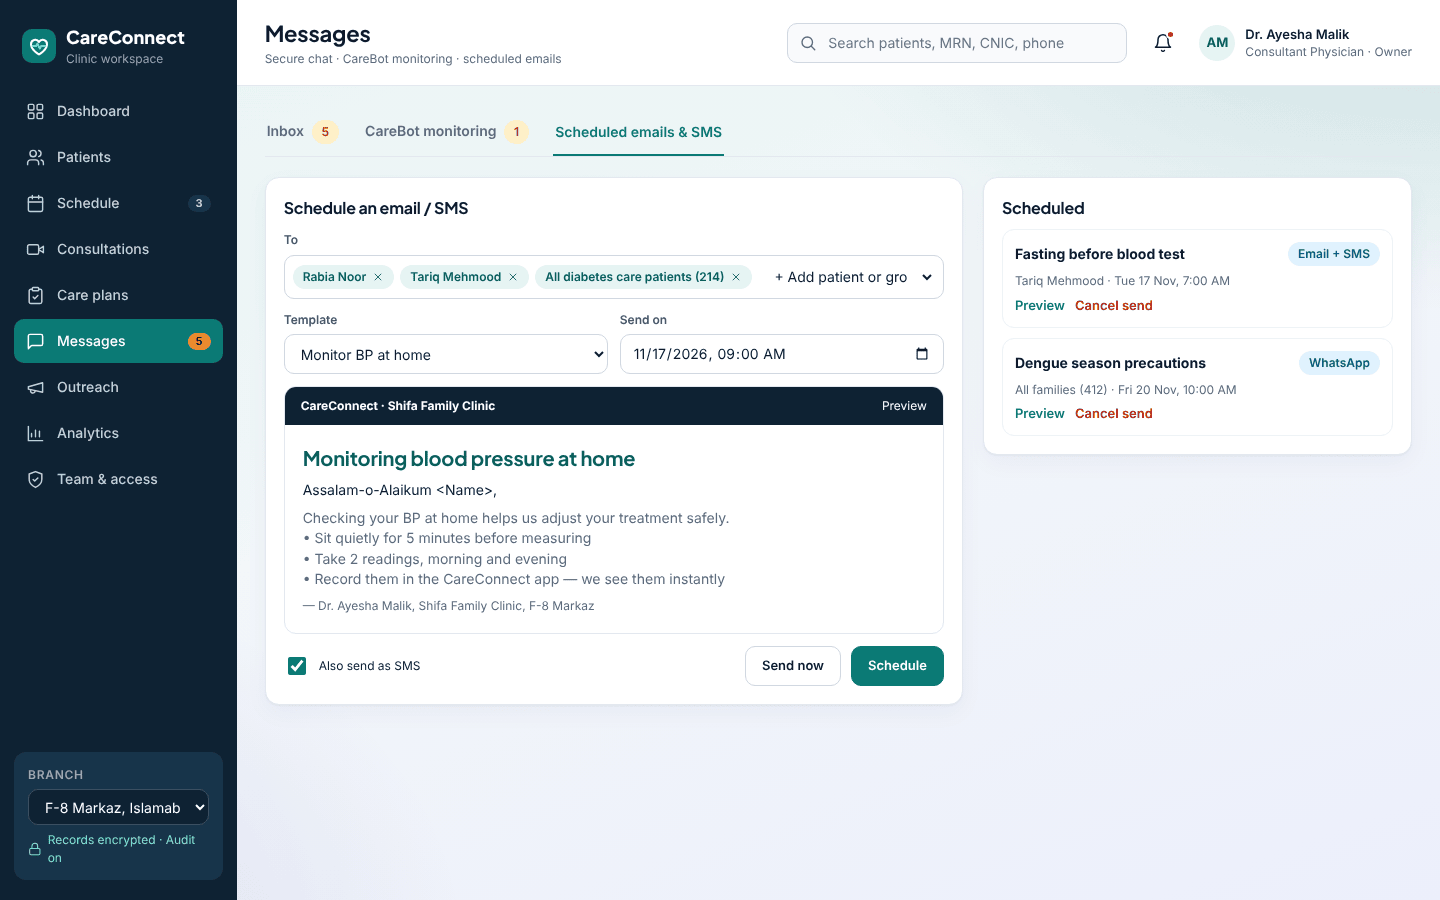 CareConnect
Clinic workspace
Dashboard
Patients
Schedule
3
Consultations
Care plans
Messages
5
Outreach
Analytics
Team & access
BRANCH
F-8 Markaz, Islamab
Records encrypted · Audit
on
Messages
Secure chat · CareBot monitoring · scheduled emails
Search patients, MRN, CNIC, phone
AM
Dr. Ayesha Malik
Consultant Physician · Owner
Inbox 5
CareBot monitoring 1
Scheduled emails & SMS
Schedule an email / SMS
To
Rabia Noor ×
Tariq Mehmood ×
All diabetes care patients (214) ×
+ Add patient or gro
Template
Monitor BP at home
Send on
11/17/2026, 09:00 AM
CareConnect · Shifa Family Clinic
Preview
Monitoring blood pressure at home
Assalam-o-Alaikum <Name>,
Checking your BP at home helps us adjust your treatment safely.
• Sit quietly for 5 minutes before measuring
• Take 2 readings, morning and evening
• Record them in the CareConnect app — we see them instantly
— Dr. Ayesha Malik, Shifa Family Clinic, F-8 Markaz
Also send as SMS
Send now
Schedule
Scheduled
Fasting before blood test
Email + SMS
Tariq Mehmood · Tue 17 Nov, 7:00 AM
Preview Cancel send
Dengue season precautions
WhatsApp
All families (412) · Fri 20 Nov, 10:00 AM
Preview Cancel send